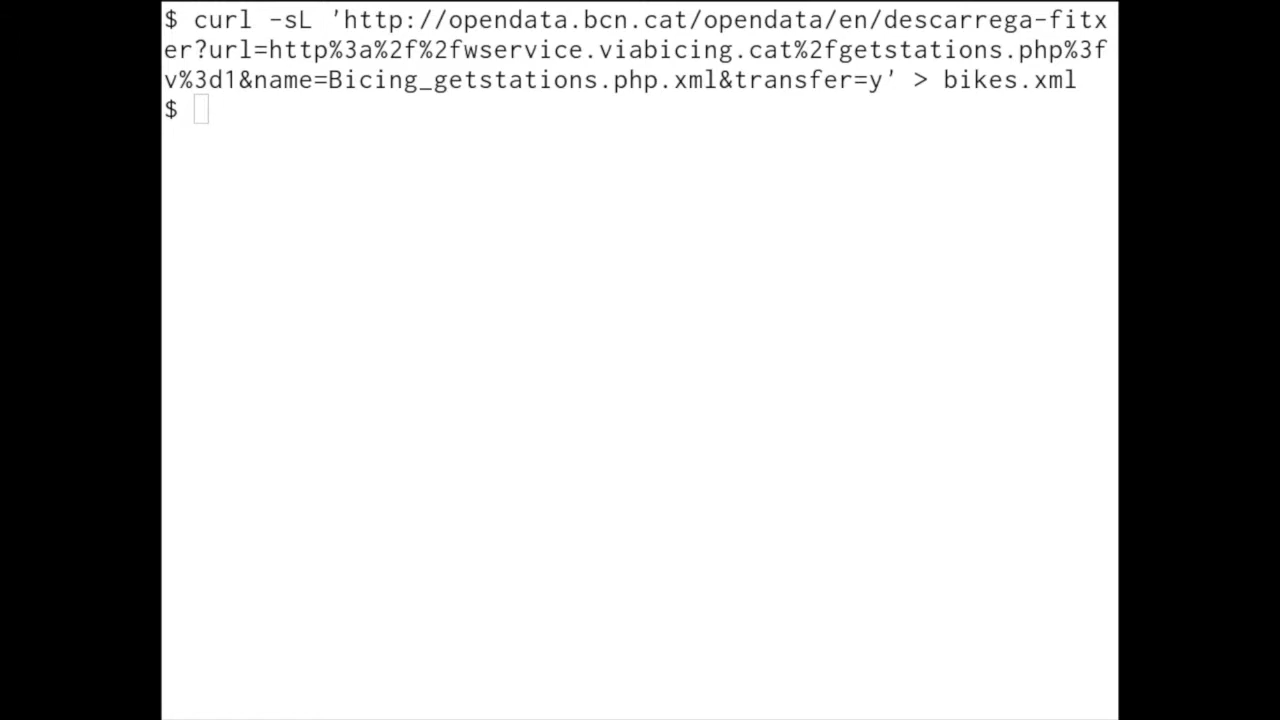 $ curl -sL 'http://opendata.bcn.cat/opendata/en/descarrega-fitx
er?url=http%3a%2f%2fwservice.viabicing.cat%2fgetstations.php%3f
v%3d1&name=Bicing_getstations.php.xml&transfer=y' > bikes.xml
$